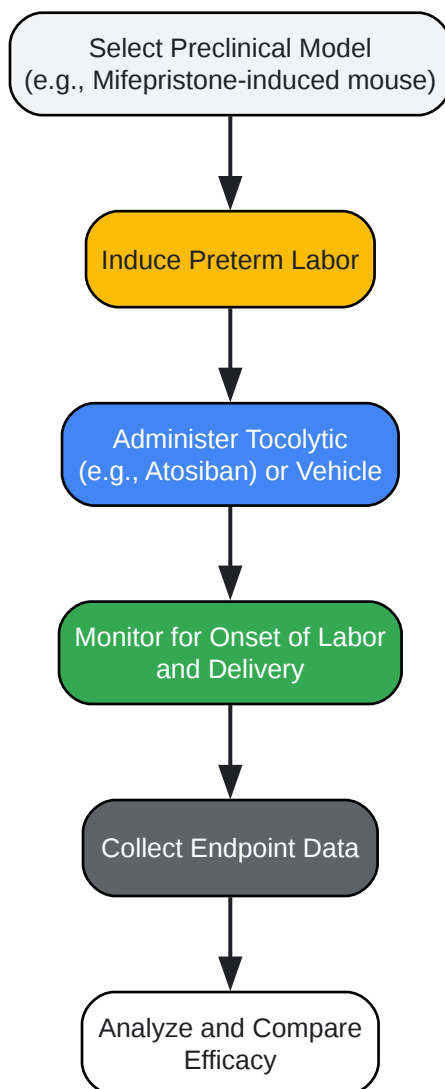 Select Preclinical Model
(e.g., Mifepristone-induced mouse)
Induce Preterm Labor
Administer Tocolytic
(e.g., Atosiban) or Vehicle
Monitor for Onset of Labor
and Delivery
Collect Endpoint Data
Analyze and Compare
Efficacy